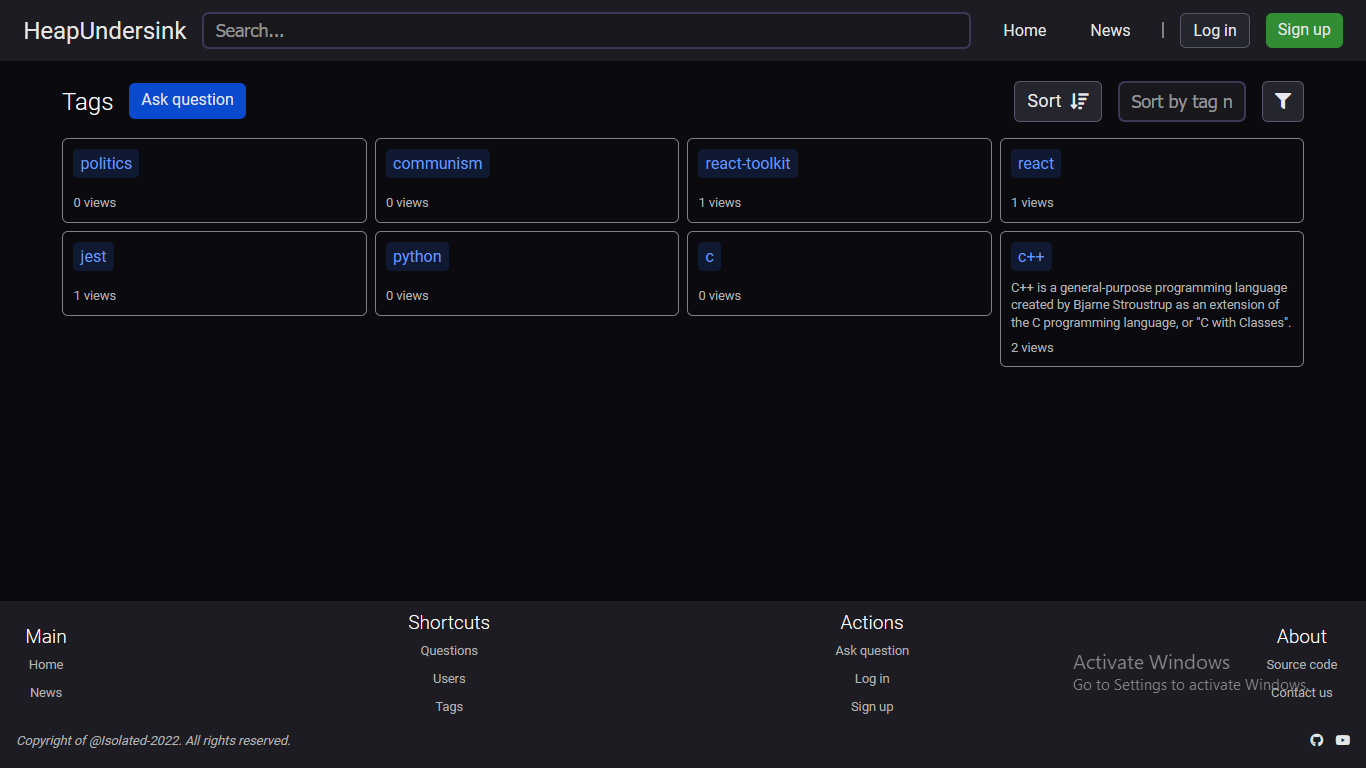 HeapUndersink Search... Home News | Log in Sign up
Tags Ask question Sort Sort by tag n
politics
0 views
communism
0 views
react-toolkit
1 views
react
1 views
jest
1 views
python
0 views
c
0 views
c++
C++ is a general-purpose programming language
created by Bjarne Stroustrup as an extension of
the C programming language, or "C with Classes".
2 views
Main
Home
News
Shortcuts
Questions
Users
Tags
Actions
Ask question
Log in
Sign up
About
Source code
Contact us
Activate Windows
Go to Settings to activate Windows.
Copyright of @Isolated-2022. All rights reserved.